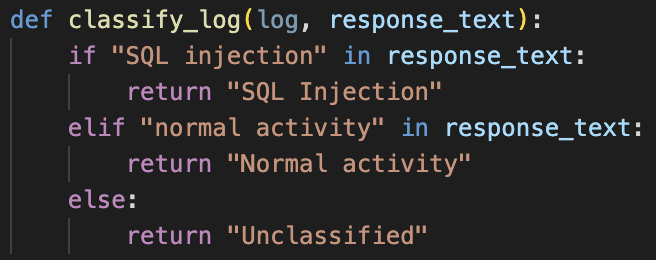 def classify_log(log, response_text):
    if "SQL injection" in response_text:
        return "SQL Injection"
    elif "normal activity" in response_text:
        return "Normal activity"
    else:
        return "Unclassified"